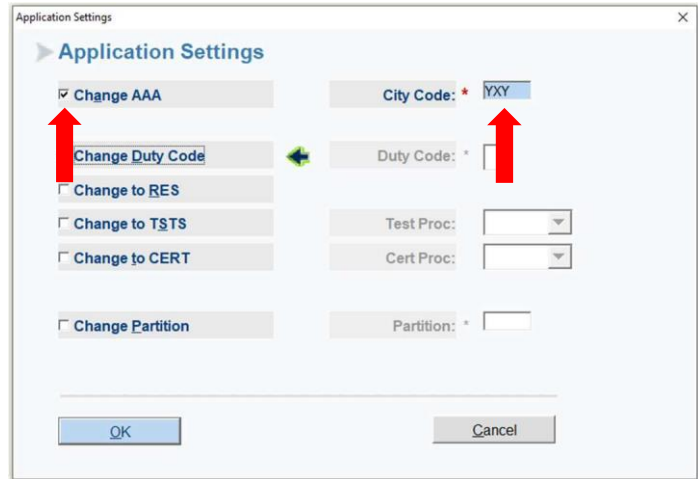 Application Settings
Application Settings
Change AAA City Code: * YXY
Change Duty Code Duty Code: *
Change to RES
Change to TSTS Test Proc:
Change to CERT Cert Proc:
Change Partition Partition: *
OK Cancel